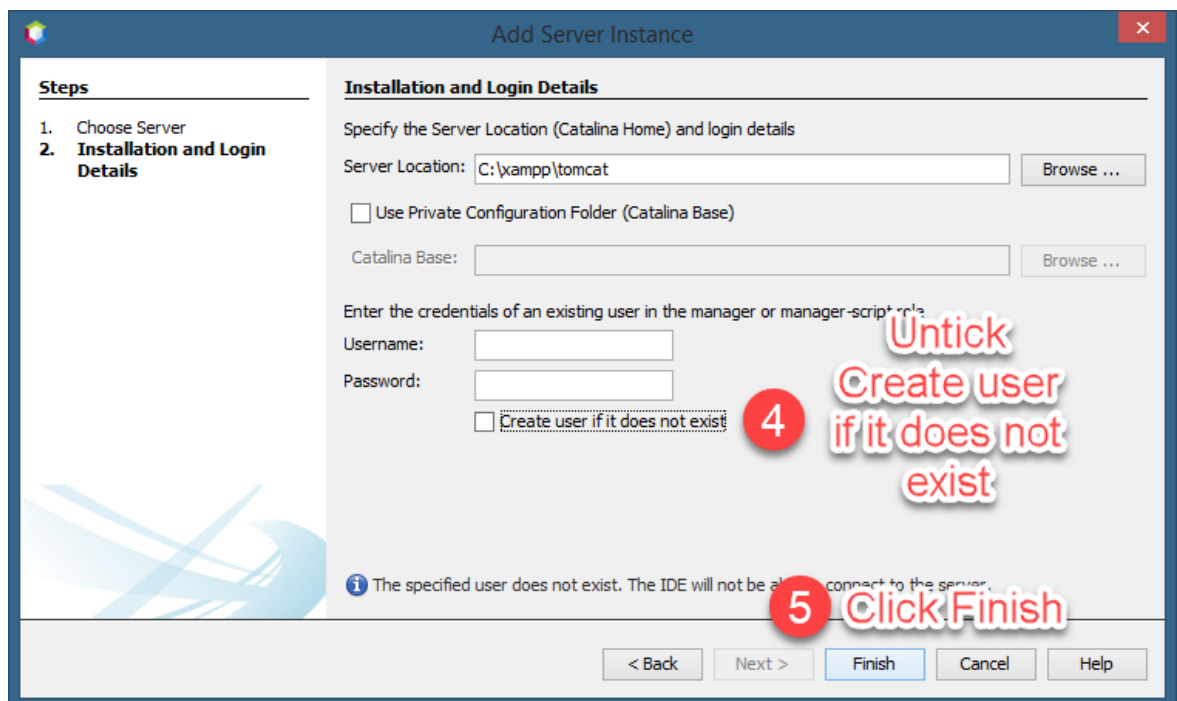 Add Server Instance
Steps
1. Choose Server
2. Installation and Login
Details
Installation and Login Details
Specify the Server Location (Catalina Home) and login details
Server Location: C:\xampp\tomcat Browse ...
Use Private Configuration Folder (Catalina Base)
Catalina Base: Browse ...
Enter the credentials of an existing user in the manager or manager-script role
Username:
Password:
Create user if it does not exist
4 Untick
Create user
if it does not
exist
The specified user does not exist. The IDE will not be connect to the server.
5 Click Finish
< Back Next > Finish Cancel Help